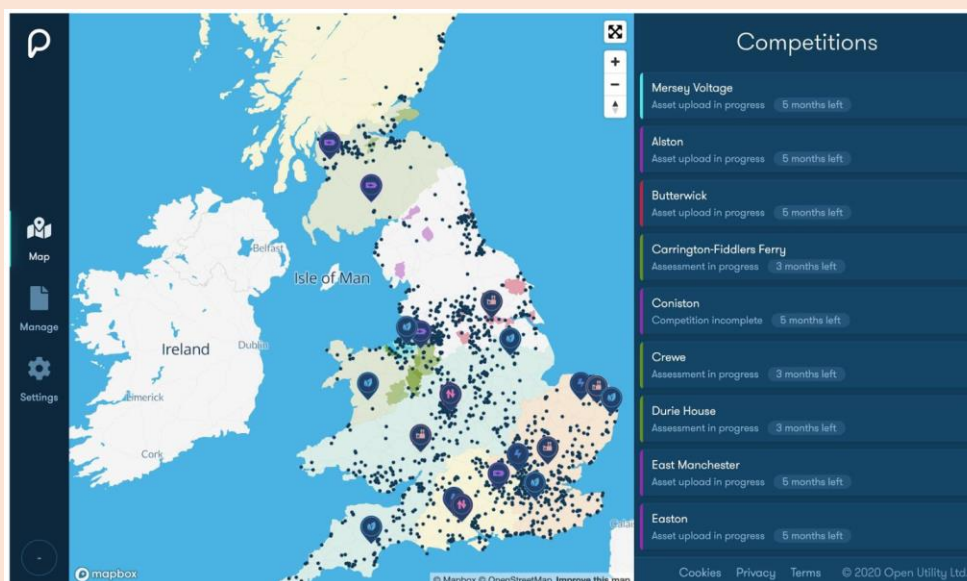 Map
Manage
Settings
Belfast
Isle of Man
Ireland
Dublin
Limerick
Cork
mapbox
© Mapbox © OpenStreetMap Improve this map
Competitions
Mersey Voltage
Asset upload in progress 5 months left
Alston
Asset upload in progress 5 months left
Butterwick
Asset upload in progress 5 months left
Carrington-Fiddlers Ferry
Assessment in progress 3 months left
Coniston
Competition incomplete 5 months left
Crewe
Assessment in progress 3 months left
Durie House
Assessment in progress 3 months left
East Manchester
Asset upload in progress 5 months left
Easton
Asset upload in progress 5 months left
Cookies Privacy Terms © 2020 Open Utility Ltd